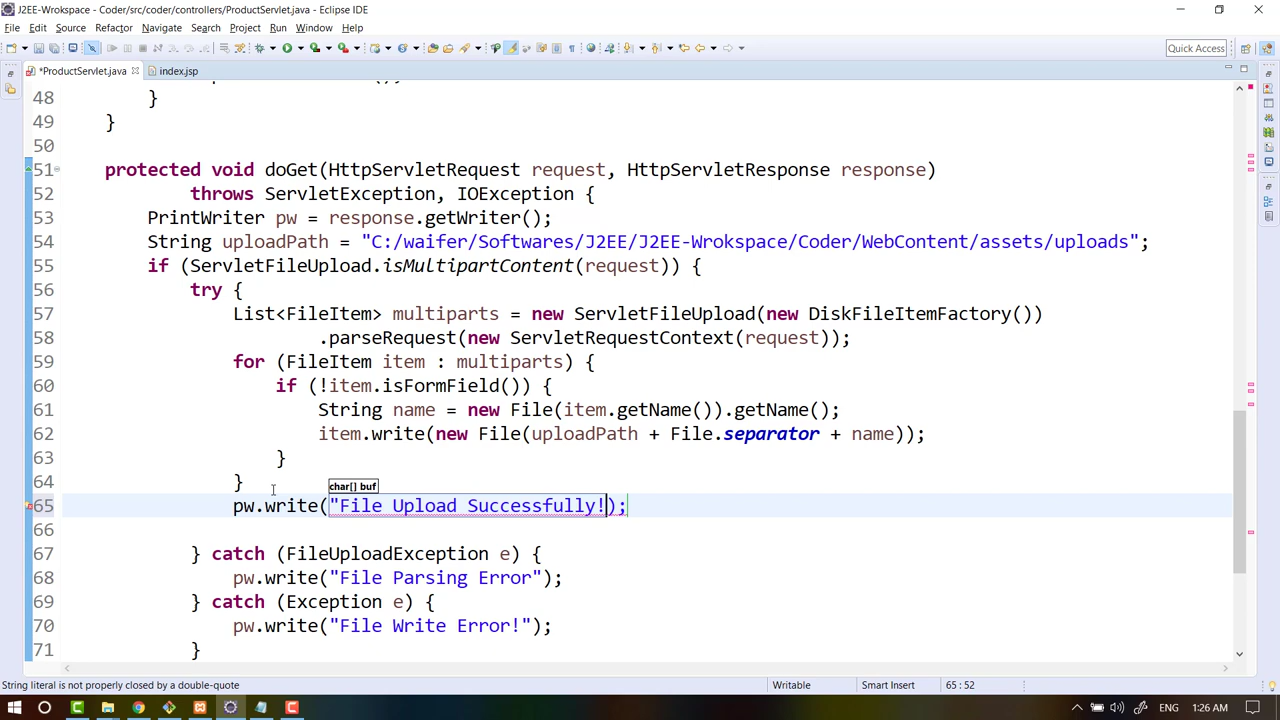 J2EE-Wrokspace - Coder/src/coder/controllers/ProductServlet.java - Eclipse IDE
File Edit Source Refactor Navigate Search Project Run Window Help
Quick Access
*ProductServlet.java index.jsp
48 }
49 }
50
51 protected void doGet(HttpServletRequest request, HttpServletResponse response)
52 throws ServletException, IOException {
53 PrintWriter pw = response.getWriter();
54 String uploadPath = "C:/waifer/Softwares/J2EE/J2EE-Wrokspace/Coder/WebContent/assets/uploads";
55 if (ServletFileUpload.isMultipartContent(request)) {
56 try {
57 List<FileItem> multiparts = new ServletFileUpload(new DiskFileItemFactory())
58 .parseRequest(new ServletRequestContext(request));
59 for (FileItem item : multiparts) {
60 if (!item.isFormField()) {
61 String name = new File(item.getName()).getName();
62 item.write(new File(uploadPath + File.separator + name));
63 }
64 }
char[] buf
65 pw.write("File Upload Successfully!);
66
67 } catch (FileUploadException e) {
68 pw.write("File Parsing Error");
69 } catch (Exception e) {
70 pw.write("File Write Error!");
71 }
String literal is not properly closed by a double-quote Writable Smart Insert 65 : 52
ENG 1:26 AM